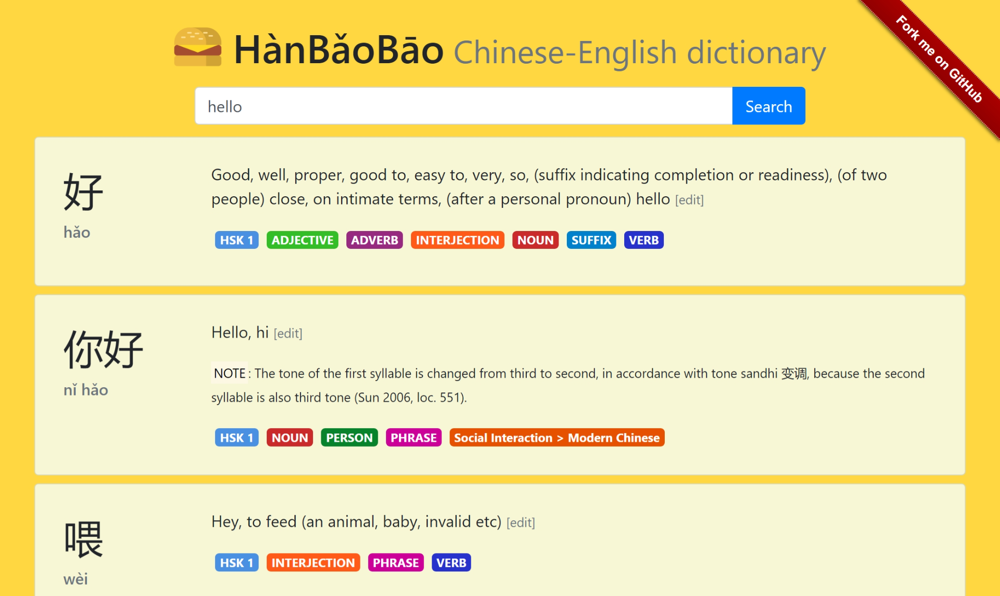 HànBǎoBāo Chinese-English dictionary
Fork me on GitHub
hello
Search
好
hǎo
Good, well, proper, good to, easy to, very, so, (suffix indicating completion or readiness), (of two
people) close, on intimate terms, (after a personal pronoun) hello [edit]
HSK 1 ADJECTIVE ADVERB INTERJECTION NOUN SUFFIX VERB
你好
nǐ hǎo
Hello, hi [edit]
NOTE: The tone of the first syllable is changed from third to second, in accordance with tone sandhi 变调, because the second
syllable is also third tone (Sun 2006, loc. 551).
HSK 1 NOUN PERSON PHRASE Social Interaction > Modern Chinese
喂
wèi
Hey, to feed (an animal, baby, invalid etc) [edit]
HSK 1 INTERJECTION PHRASE VERB